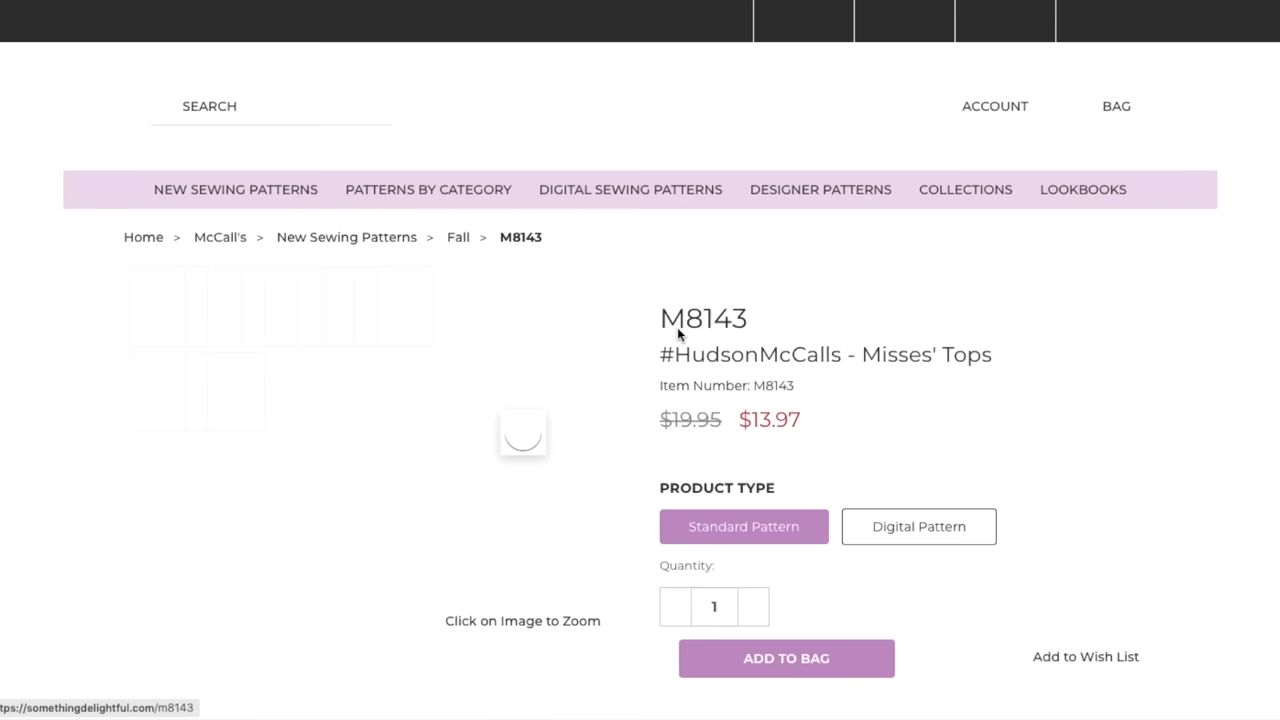 SEARCH
ACCOUNT
BAG
NEW SEWING PATTERNS PATTERNS BY CATEGORY DIGITAL SEWING PATTERNS DESIGNER PATTERNS COLLECTIONS LOOKBOOKS
Home > McCall's > New Sewing Patterns > Fall > M8143
M8143
#HudsonMcCalls - Misses' Tops
Item Number: M8143
$19.95 $13.97
PRODUCT TYPE
Standard Pattern Digital Pattern
Quantity:
1
Click on Image to Zoom
ADD TO BAG
Add to Wish List
tps://somethingdelightful.com/m8143